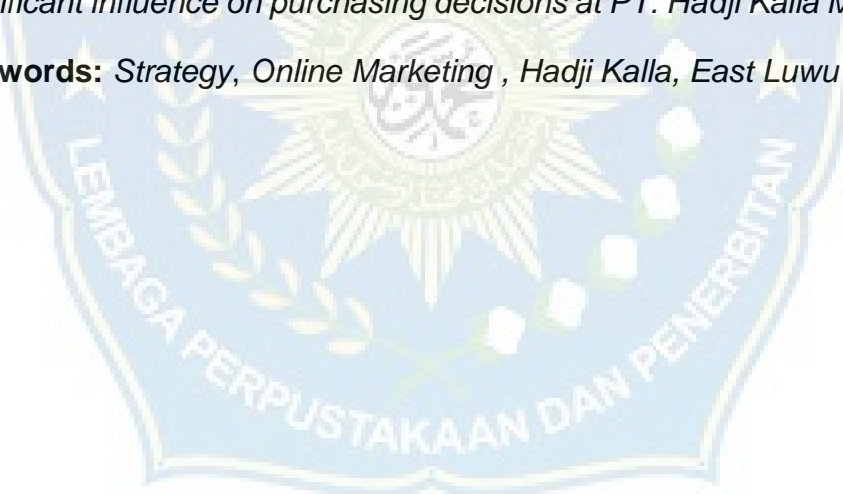 ficant influence on purchasing decisions at PT. Hadji Kalla M
words: Strategy, Online Marketing , Hadji Kalla, East Luwu
LEMBAGA PERPUSTAKAAN DAN PENERBITAN